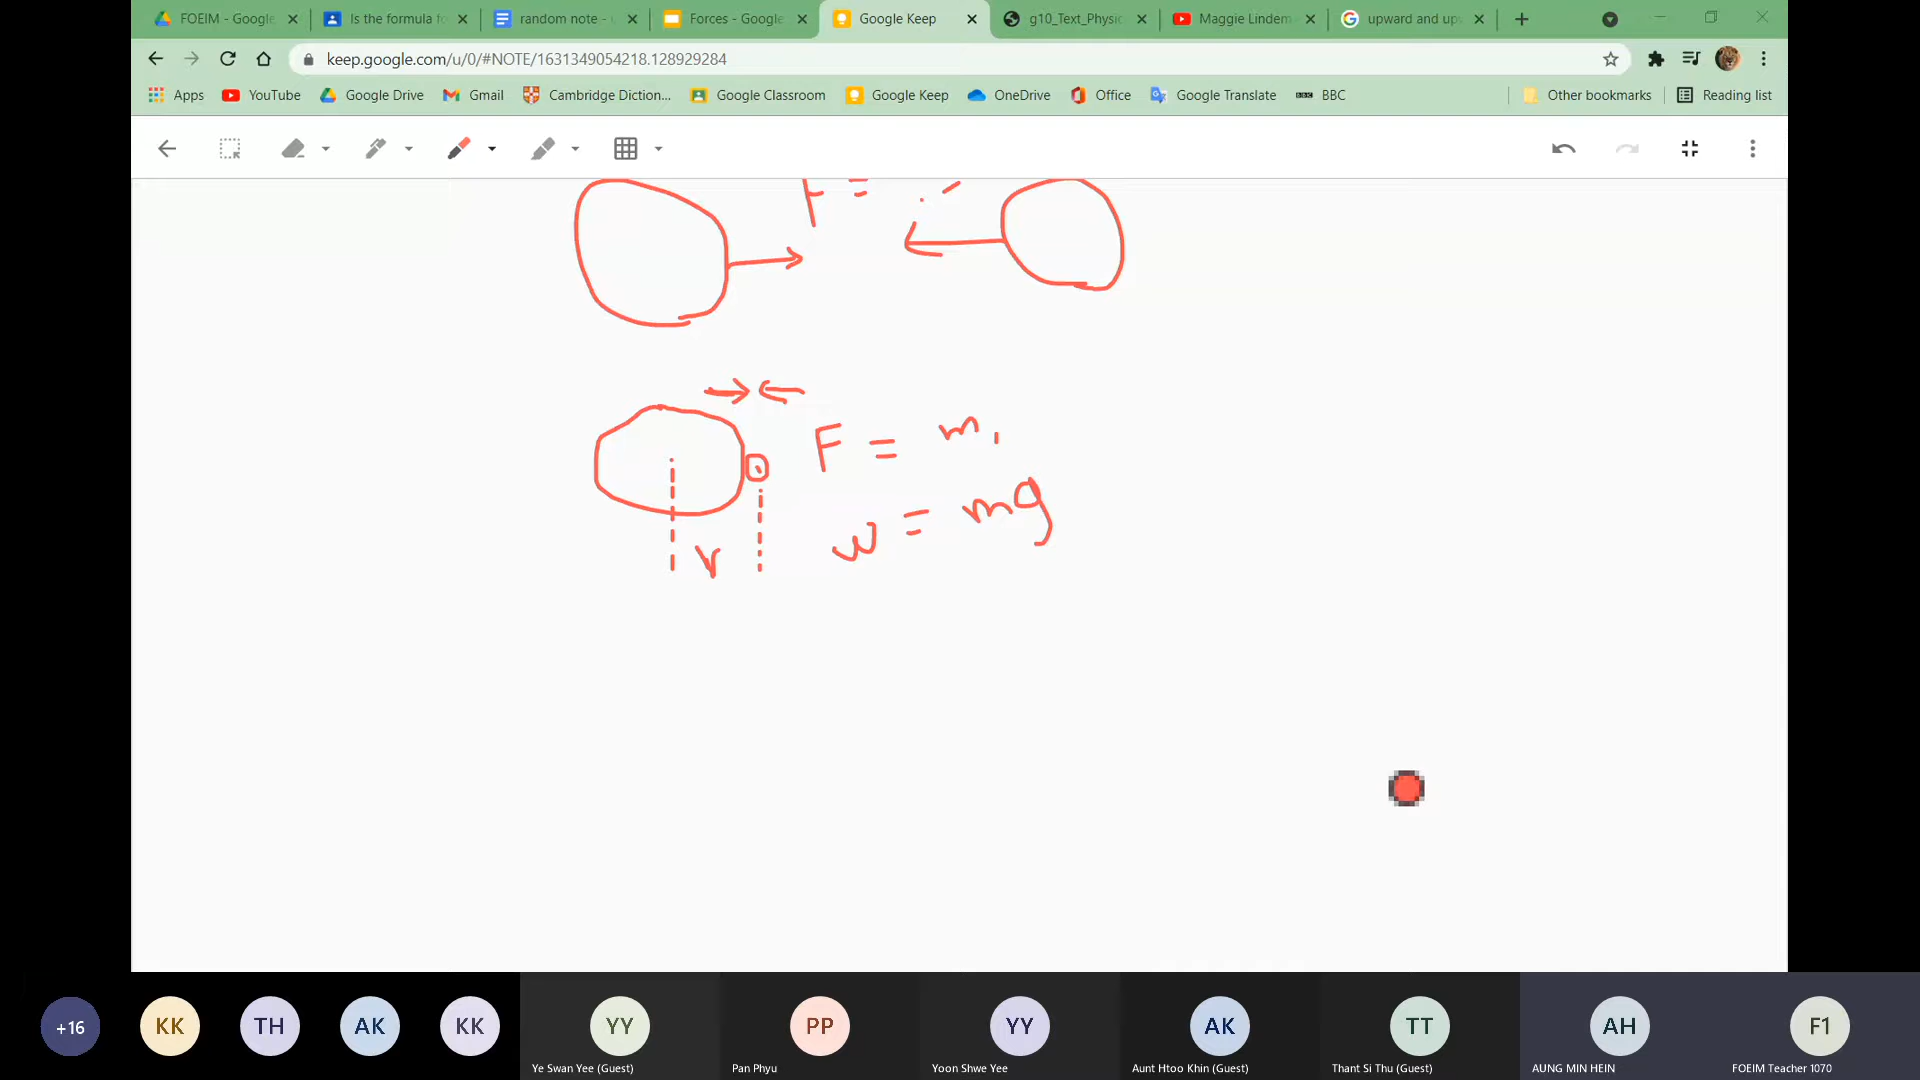 FOEIM - Google
Is the formula fo
random note -
Forces - Google
Google Keep
g10_Text_Physic
Maggie Lindem
upward and up
keep.google.com/u/0/#NOTE/1631349054218.128929284
Apps
YouTube
Google Drive
Gmail
Cambridge Diction...
Google Classroom
Google Keep
OneDrive
Office
Google Translate
BBC
Other bookmarks
Reading list
F =
F = m1
r
w = mg
+16
KK
TH
AK
KK
YY
PP
YY
AK
TT
AH
F1
Ye Swan Yee (Guest)
Pan Phyu
Yoon Shwe Yee
Aunt Htoo Khin (Guest)
Thant Si Thu (Guest)
AUNG MIN HEIN
FOEIM Teacher 1070